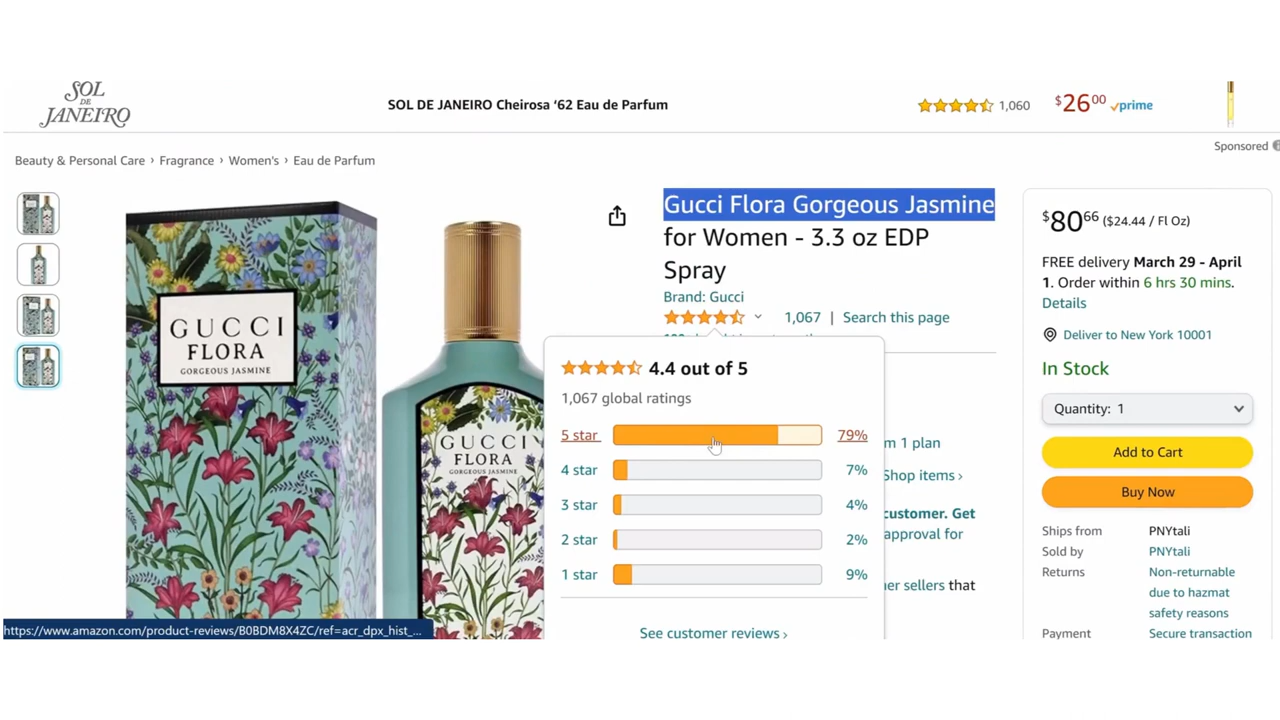 SOL
DE
JANEIRO
SOL DE JANEIRO Cheirosa ‘62 Eau de Parfum
1,060
$26.00 prime
Sponsored
Beauty & Personal Care › Fragrance › Women's › Eau de Parfum
GUCCI
FLORA
GORGEOUS JASMINE
GUCCI
FLORA
GORGEOUS JASMINE
Gucci Flora Gorgeous Jasmine
for Women - 3.3 oz EDP
Spray
Brand: Gucci
1,067 | Search this page
4.4 out of 5
1,067 global ratings
5 star 79%
4 star 7%
3 star 4%
2 star 2%
1 star 9%
See customer reviews ›
m 1 plan
Shop items ›
customer. Get
approval for
er sellers that
$80.66 ($24.44 / Fl Oz)
FREE delivery March 29 - April
1. Order within 6 hrs 30 mins.
Details
Deliver to New York 10001
In Stock
Quantity: 1
Add to Cart
Buy Now
Ships from PNYtali
Sold by PNYtali
Returns Non-returnable
due to hazmat
safety reasons
Payment Secure transaction
https://www.amazon.com/product-reviews/B0BDM8X4ZC/ref=acr_dpx_hist_...